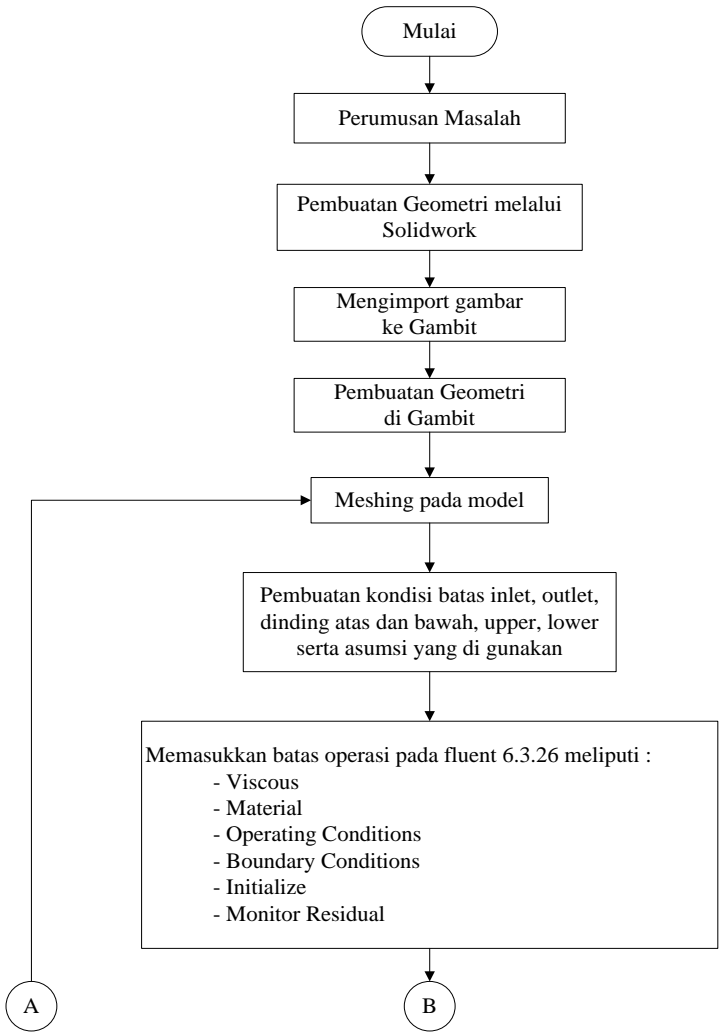 Mulai
Perumusan Masalah
Pembuatan Geometri melalui
Solidwork
Mengimport gambar
ke Gambit
Pembuatan Geometri
di Gambit
Meshing pada model
Pembuatan kondisi batas inlet, outlet,
dinding atas dan bawah, upper, lower
serta asumsi yang di gunakan
Memasukkan batas operasi pada fluent 6.3.26 meliputi :
- Viscous
- Material
- Operating Conditions
- Boundary Conditions
- Initialize
- Monitor Residual
A
B